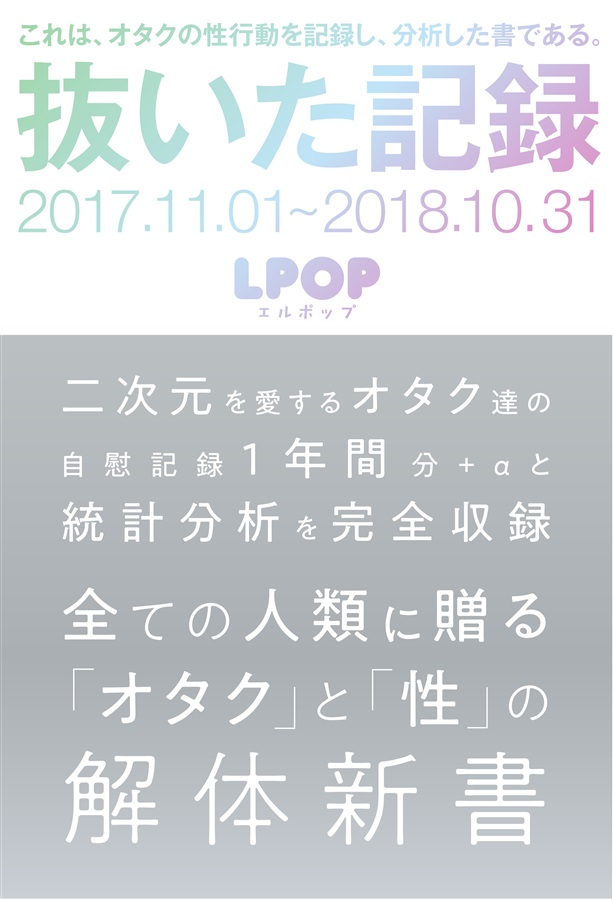 これは、オタクの性行動を記録し、分析した書である。
抜いた記録
2017.11.01~2018.10.31
LPOP
エルポップ
二次元を愛するオタク達の
自慰記録1年間分+αと
統計分析を完全収録
全ての人類に贈る
「オタク」と「性」の
解体新書